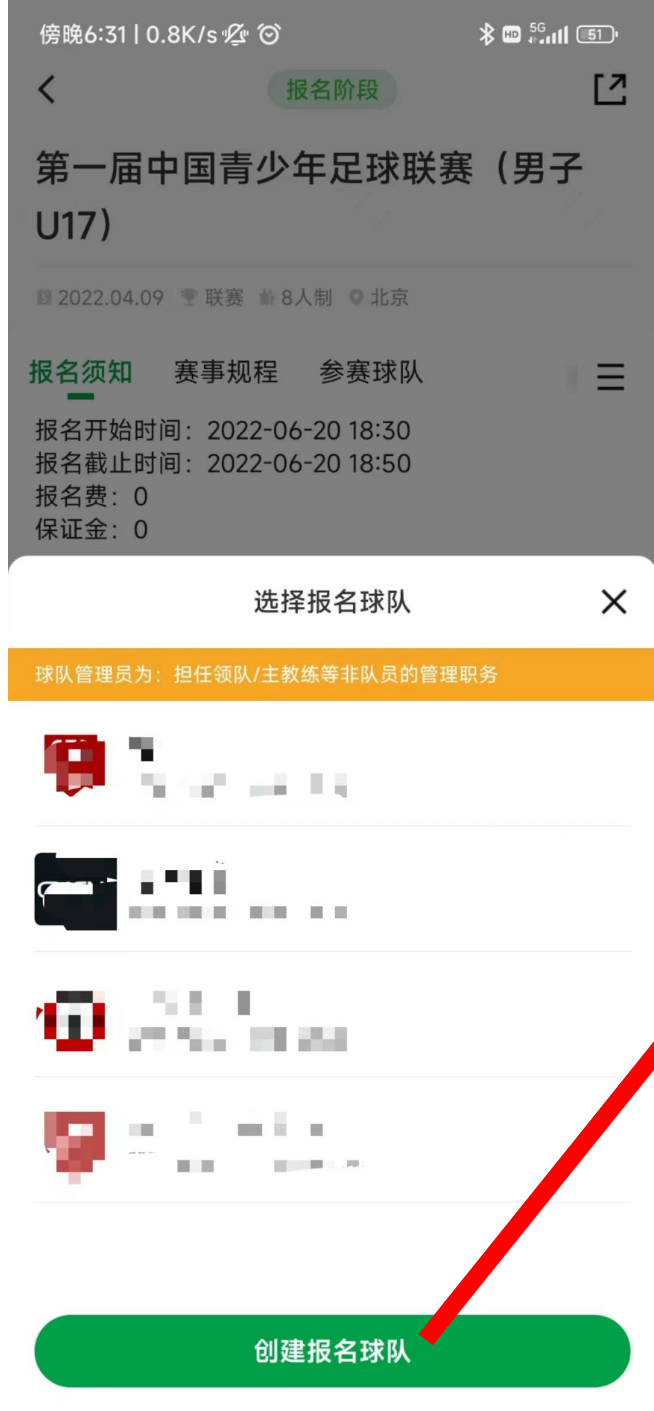 傍晚6:31 | 0.8K/s
HD 5G 51
报名阶段
第一届中国青少年足球联赛（男子
U17）
2022.04.09 联赛 8人制 北京
报名须知 赛事规程 参赛球队
报名开始时间：2022-06-20 18:30
报名截止时间：2022-06-20 18:50
报名费：0
保证金：0
选择报名球队
球队管理员为：担任领队/主教练等非队员的管理职务
创建报名球队